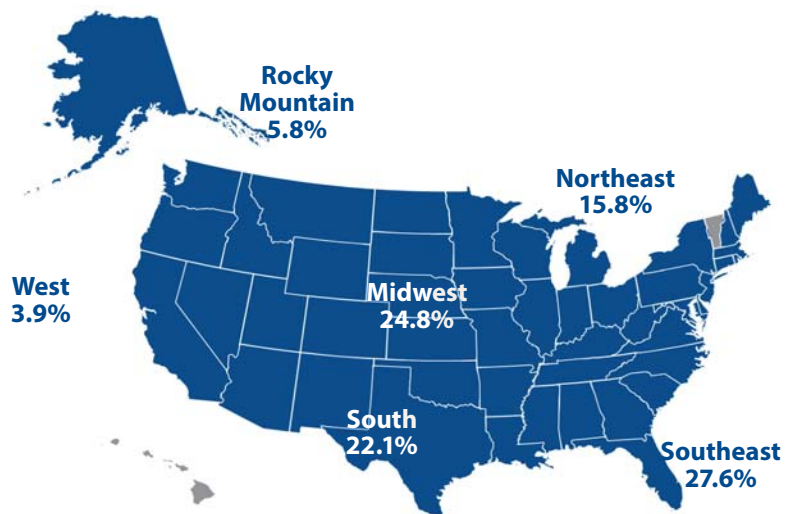 Rocky
Mountain
5.8%
Northeast
15.8%
West
3.9%
Midwest
24.8%
South
22.1%
Southeast
27.6%